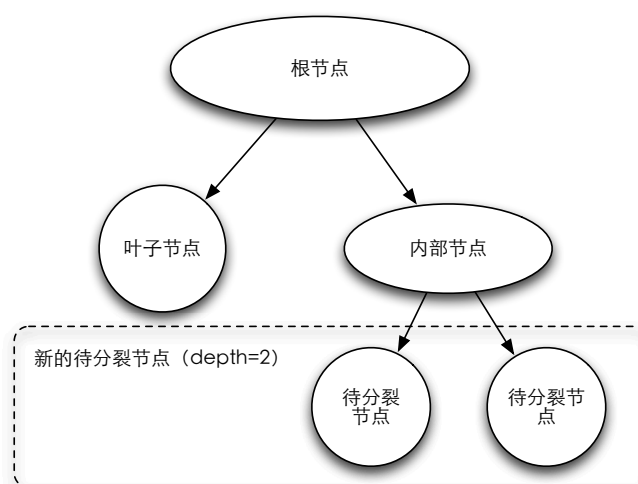 根节点
叶子节点
内部节点
新的待分裂节点（depth=2）
待分裂
节点
待分裂节
点